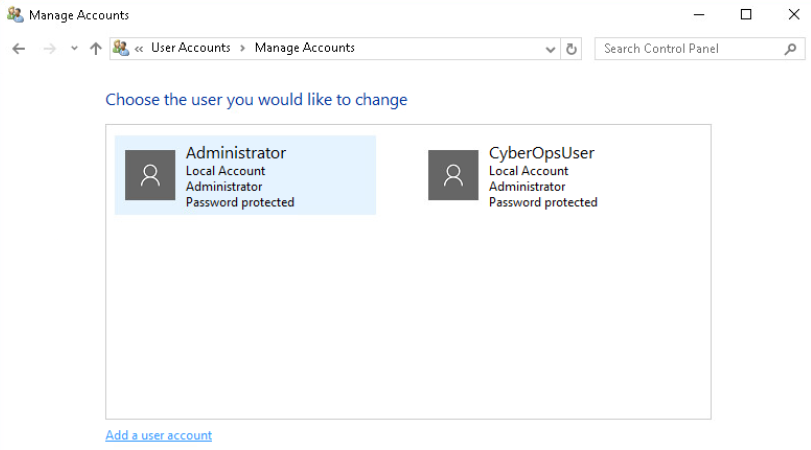 Manage Accounts
« User Accounts > Manage Accounts
Search Control Panel
Choose the user you would like to change
Administrator
Local Account
Administrator
Password protected
CyberOpsUser
Local Account
Administrator
Password protected
Add a user account